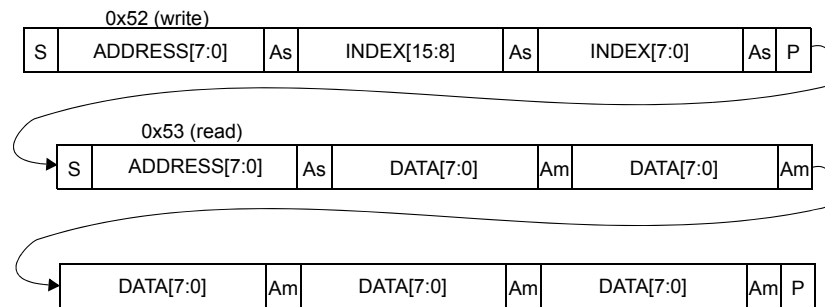 0x52 (write)
S ADDRESS[7:0] As INDEX[15:8] As INDEX[7:0] As P
0x53 (read)
S ADDRESS[7:0] As DATA[7:0] Am DATA[7:0] Am
DATA[7:0] Am DATA[7:0] Am DATA[7:0] Am P